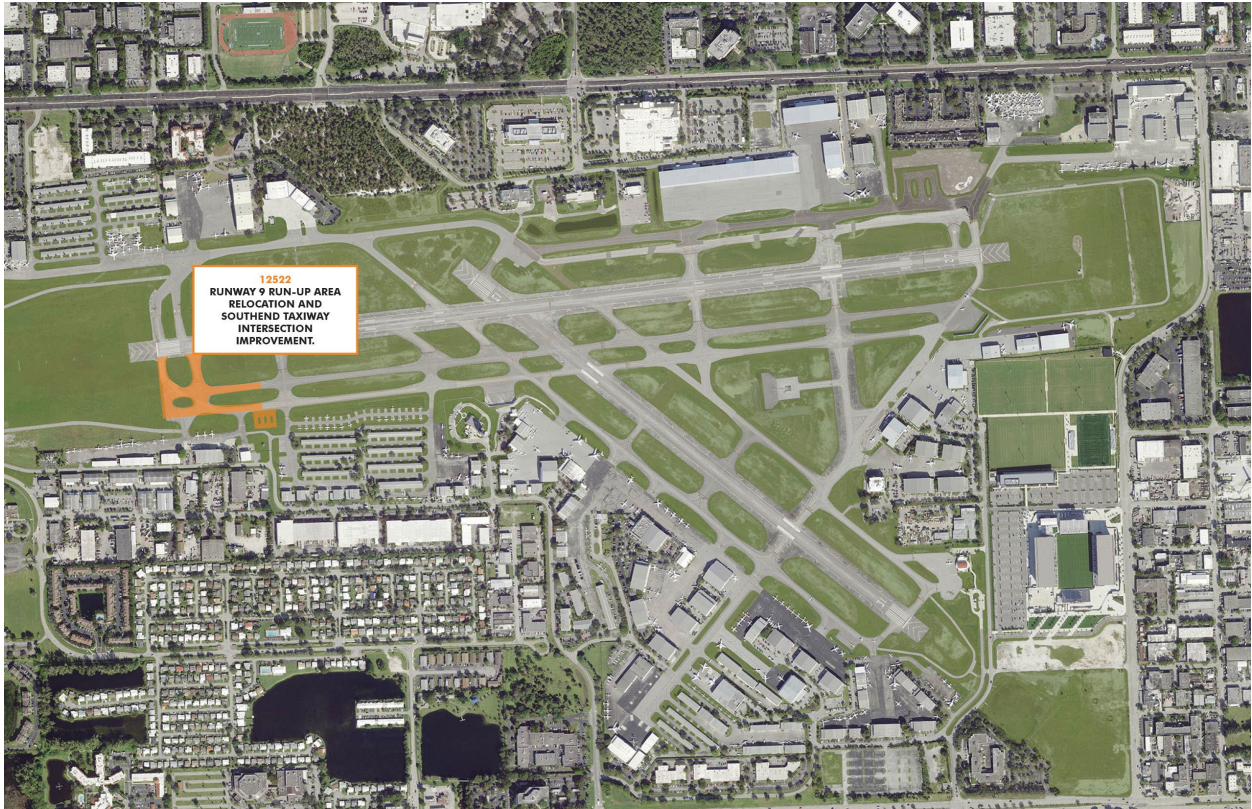 12522
RUNWAY 9 RUN-UP AREA
RELOCATION AND
SOUTHEND TAXIWAY
INTERSECTION
IMPROVEMENT.